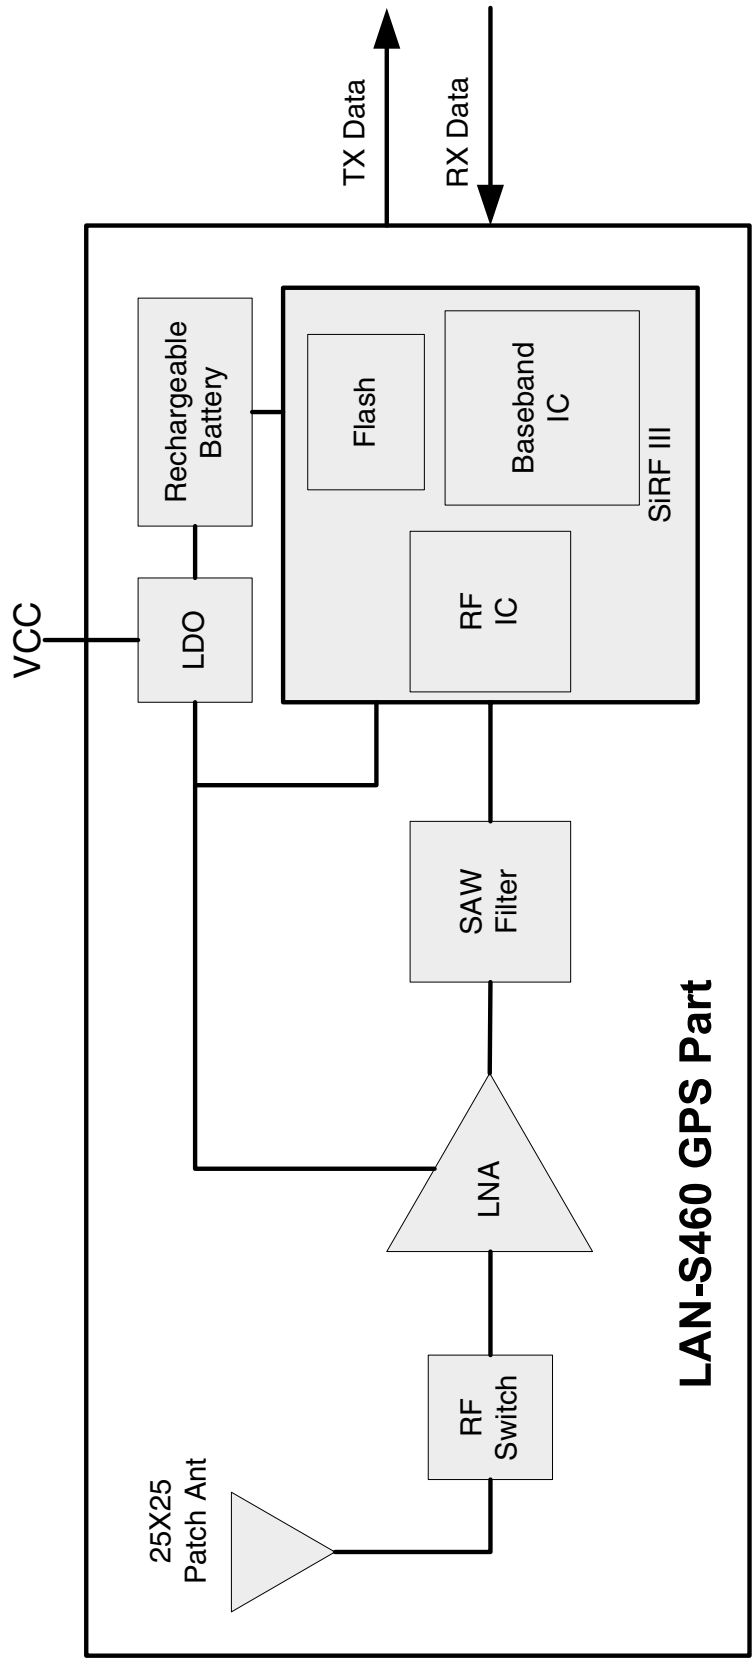 VCC
25X25
Patch Ant
RF
Switch
LNA
SAW
Filter
LDO
Rechargeable
Battery
RF
IC
Flash
Baseband
IC
SiRF III
TX Data
RX Data
LAN-S460 GPS Part